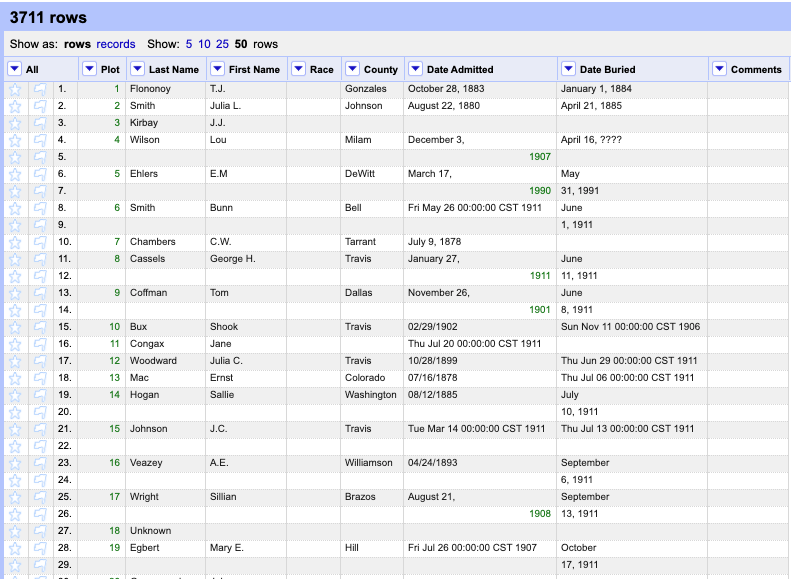 3711 rows
Show as: rows records Show: 5 10 25 50 rows
All Plot Last Name First Name Race County Date Admitted Date Buried Comments
1. 1 Flononoy T.J. Gonzales October 28, 1883 January 1, 1884
2. 2 Smith Julia L. Johnson August 22, 1880 April 21, 1885
3. 3 Kirbay J.J.
4. 4 Wilson Lou Milam December 3, April 16, ????
5. 1907
6. 5 Ehlers E.M DeWitt March 17, May
7. 1990 31, 1991
8. 6 Smith Bunn Bell Fri May 26 00:00:00 CST 1911 June
9. 1, 1911
10. 7 Chambers C.W. Tarrant July 9, 1878
11. 8 Cassels George H. Travis January 27, June
12. 1911 11, 1911
13. 9 Coffman Tom Dallas November 26, June
14. 1901 8, 1911
15. 10 Bux Shook Travis 02/29/1902 Sun Nov 11 00:00:00 CST 1906
16. 11 Congax Jane Thu Jul 20 00:00:00 CST 1911
17. 12 Woodward Julia C. Travis 10/28/1899 Thu Jun 29 00:00:00 CST 1911
18. 13 Mac Ernst Colorado 07/16/1878 Thu Jul 06 00:00:00 CST 1911
19. 14 Hogan Sallie Washington 08/12/1885 July
20. 10, 1911
21. 15 Johnson J.C. Travis Tue Mar 14 00:00:00 CST 1911 Thu Jul 13 00:00:00 CST 1911
22.
23. 16 Veazey A.E. Williamson 04/24/1893 September
24. 6, 1911
25. 17 Wright Sillian Brazos August 21, September
26. 1908 13, 1911
27. 18 Unknown
28. 19 Egbert Mary E. Hill Fri Jul 26 00:00:00 CST 1907 October
29. 17, 1911